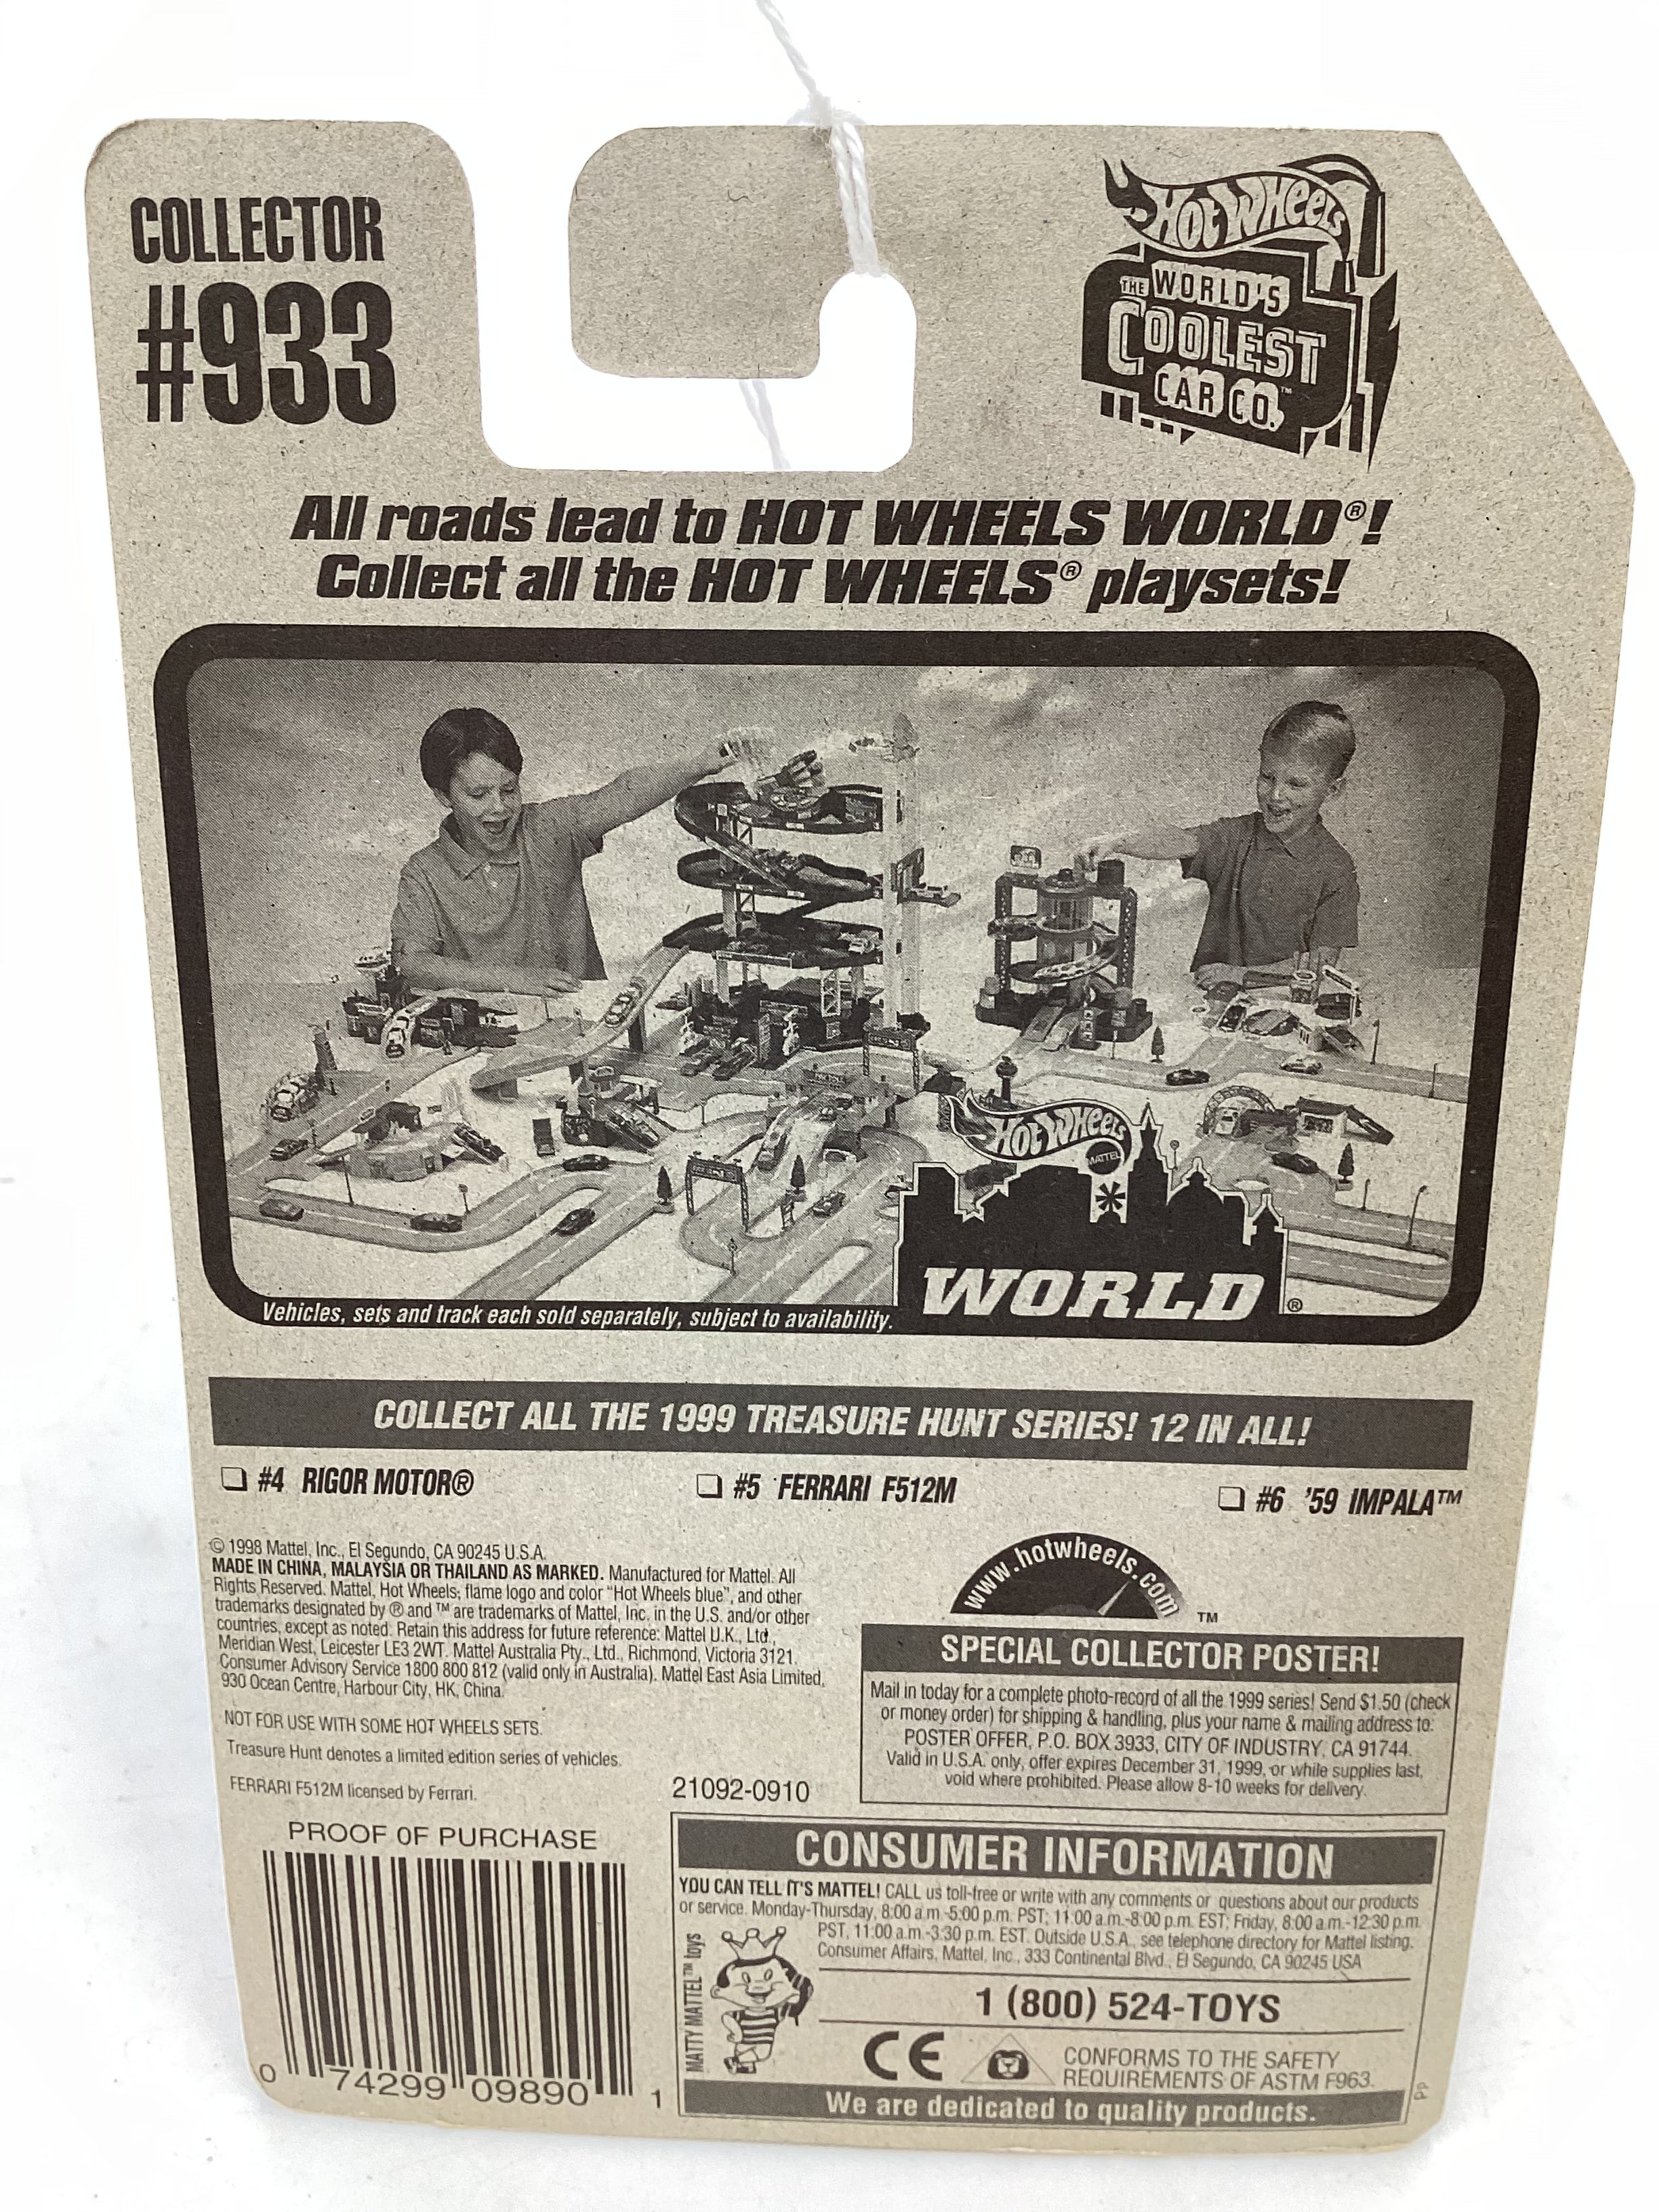 COLLECTOR
#933
HOT WHEELS
THE WORLD'S
COOLEST
CAR CO.™
All roads lead to HOT WHEELS WORLD®!
Collect all the HOT WHEELS® playsets!
HOT WHEELS
MATTEL
WORLD®
Vehicles, sets and track each sold separately, subject to availability.
COLLECT ALL THE 1999 TREASURE HUNT SERIES! 12 IN ALL!
#4 RIGOR MOTOR®
#5 FERRARI F512M
#6 '59 IMPALA™
© 1998 Mattel, Inc., El Segundo, CA 90245 U.S.A.
MADE IN CHINA, MALAYSIA OR THAILAND AS MARKED. Manufactured for Mattel. All
Rights Reserved. Mattel, Hot Wheels; flame logo and color "Hot Wheels blue", and other
trademarks designated by ® and ™ are trademarks of Mattel, Inc. in the U.S. and/or other
countries, except as noted. Retain this address for future reference: Mattel U.K., Ltd.,
Meridian West, Leicester LE3 2WT. Mattel Australia Pty., Ltd., Richmond, Victoria 3121.
Consumer Advisory Service 1800 800 812 (valid only in Australia). Mattel East Asia Limited,
930 Ocean Centre, Harbour City, HK, China.
NOT FOR USE WITH SOME HOT WHEELS SETS.
Treasure Hunt denotes a limited edition series of vehicles.
FERRARI F512M licensed by Ferrari.
21092-0910
www.hotwheels.com
™
SPECIAL COLLECTOR POSTER!
Mail in today for a complete photo-record of all the 1999 series! Send $1.50 (check
or money order) for shipping & handling, plus your name & mailing address to:
POSTER OFFER, P.O. BOX 3933, CITY OF INDUSTRY, CA 91744.
Valid in U.S.A. only, offer expires December 31, 1999, or while supplies last,
void where prohibited. Please allow 8-10 weeks for delivery.
PROOF OF PURCHASE
0 74299 09890 1
CONSUMER INFORMATION
YOU CAN TELL IT'S MATTEL! CALL us toll-free or write with any comments or questions about our products
or service. Monday-Thursday, 8:00 a.m.-5:00 p.m. PST; 11:00 a.m.-8:00 p.m. EST; Friday, 8:00 a.m.-12:30 p.m.
PST, 11:00 a.m.-3:30 p.m. EST. Outside U.S.A., see telephone directory for Mattel listing.
Consumer Affairs, Mattel, Inc., 333 Continental Blvd., El Segundo, CA 90245 USA
MATTY MATTEL™ toys
1 (800) 524-TOYS
CE
CONFORMS TO THE SAFETY
REQUIREMENTS OF ASTM F963.
We are dedicated to quality products.
PP